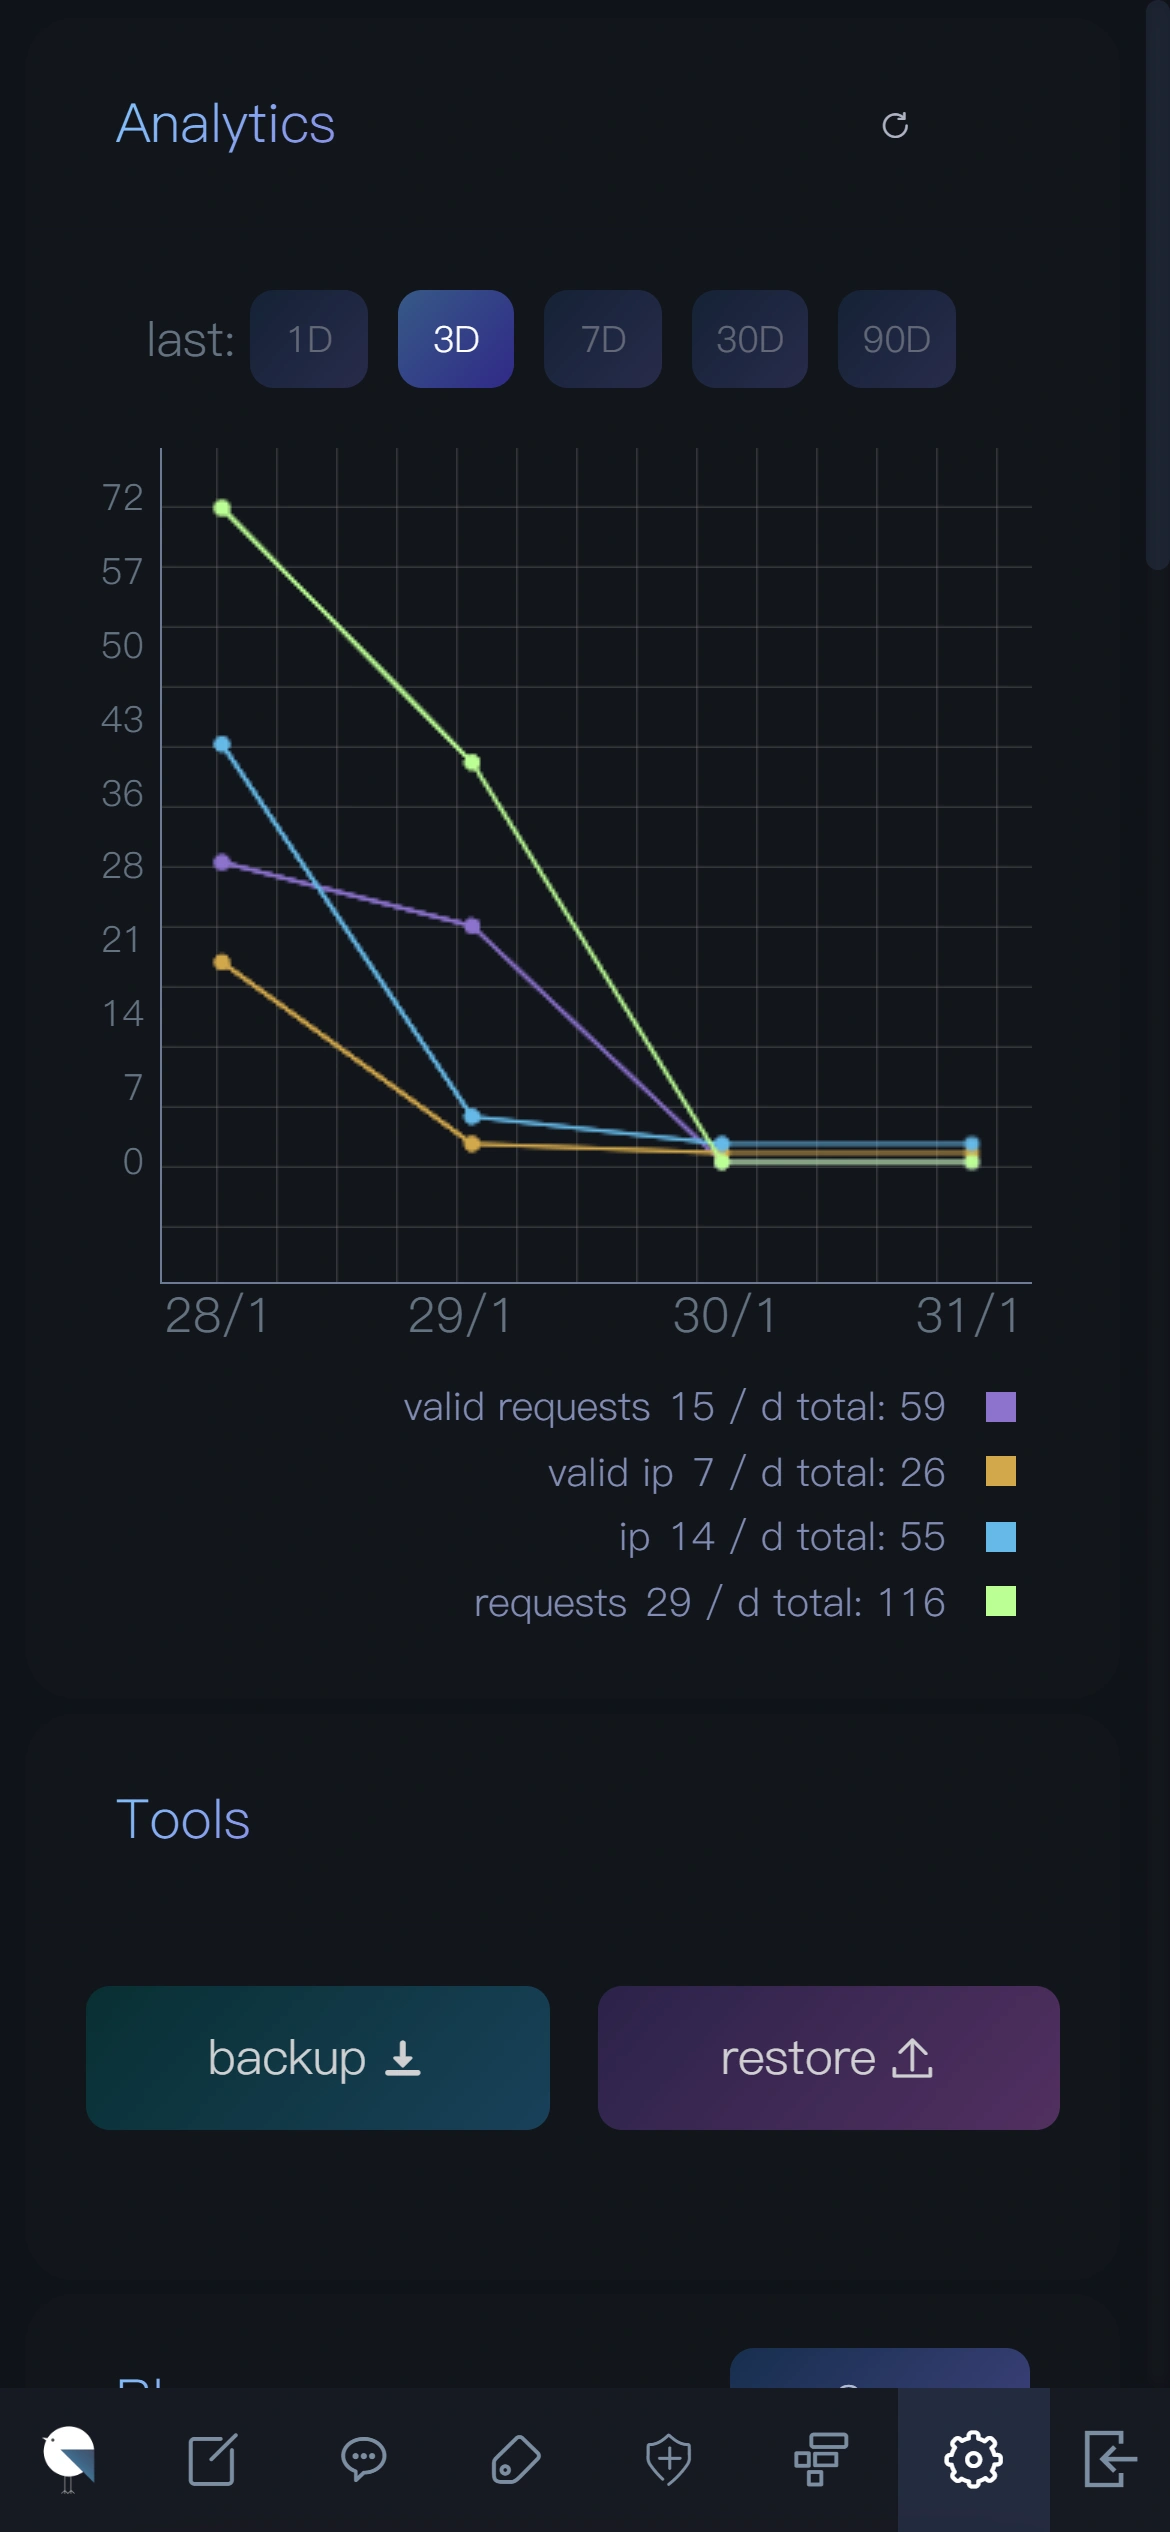 Analytics
last: 1D 3D 7D 30D 90D
72
57
50
43
36
28
21
14
7
0
28/1 29/1 30/1 31/1
valid requests 15 / d total: 59
valid ip 7 / d total: 26
ip 14 / d total: 55
requests 29 / d total: 116
Tools
backup restore